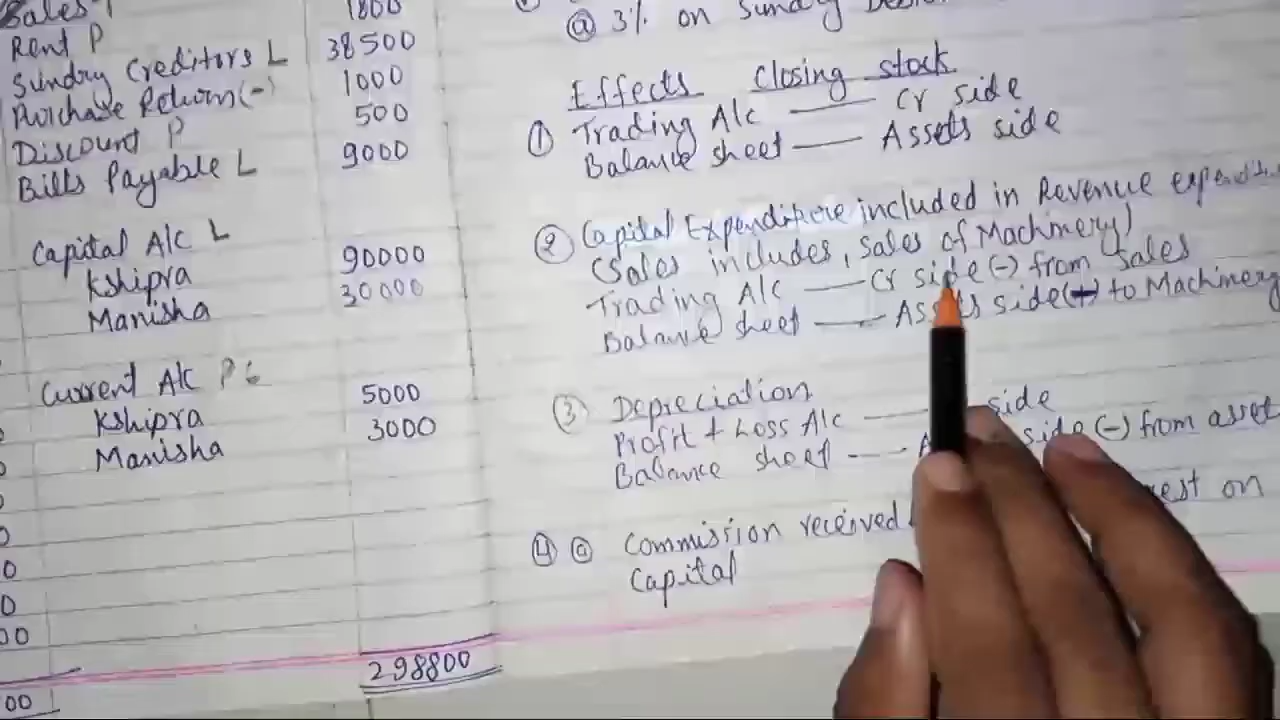 Sales
1800
Rent P
38500
Sundry Creditors L
1000
Purchase Return (-)
500
Discount P
9000
Bills Payable L
Capital A/c L
90000
Kshipra
30000
Manisha
Current A/c
5000
Kshipra
3000
Manisha
298800
00
@ 3% on Sundry
Effects Closing stock
① Trading A/c —— Cr side
Balance sheet —— Assets side
② Capital Expenditure included in Revenue
(Sales includes, Sales of Machinery)
Trading A/c —— Cr side (-) from Sales
Balance sheet —— to Machinery
③ Depreciation
Profit + Loss A/c —— side
Balance sheet —— side (-) from asset
④ ⓐ Commission received on
Capital